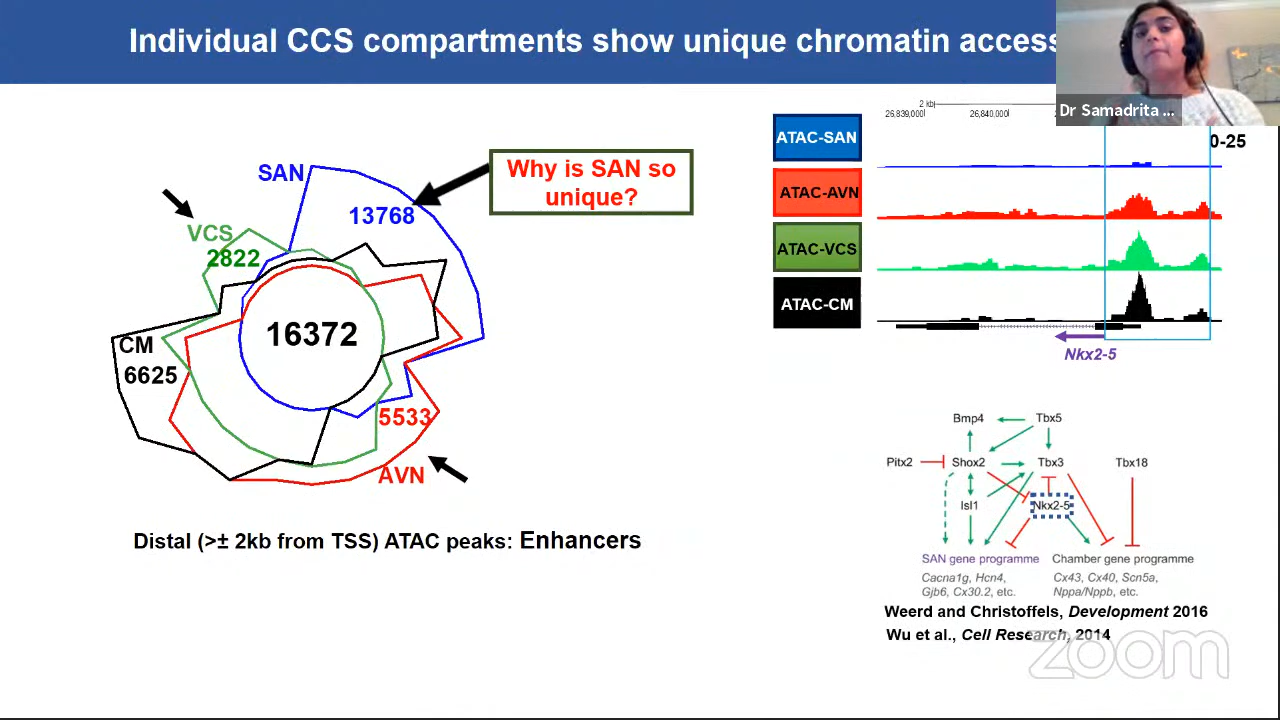 Individual CCS compartments show unique chromatin access
Dr Samadrita ...
SAN
13768
Why is SAN so
unique?
VCS
2822
CM
6625
16372
5533
AVN
Distal (>± 2kb from TSS) ATAC peaks: Enhancers
2 kb
26,839,000
26,840,000
0-25
ATAC-SAN
ATAC-AVN
ATAC-VCS
ATAC-CM
Nkx2-5
Bmp4 Tbx5
Pitx2 Shox2 Tbx3 Tbx18
Isl1 Nkx2-5
SAN gene programme Chamber gene programme
Cacna1g, Hcn4, Cx43, Cx40, Scn5a,
Gjb6, Cx30.2, etc. Nppa/Nppb, etc.
Weerd and Christoffels, Development 2016
Wu et al., Cell Research, 2014
zoom